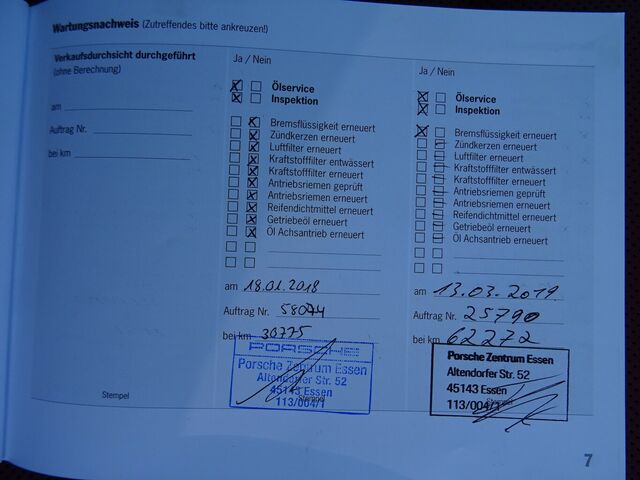 Wartungsnachweis (Zutreffendes bitte ankreuzen!)
Verkaufsdurchsicht durchgeführt
(ohne Berechnung)
am
Auftrag Nr.
bei km
Stempel
Ja / Nein
Ölservice
Inspektion
Bremsflüssigkeit erneuert
Zündkerzen erneuert
Luftfilter erneuert
Kraftstofffilter entwässert
Kraftstofffilter erneuert
Antriebsriemen geprüft
Antriebsriemen erneuert
Reifendichtmittel erneuert
Getriebeöl erneuert
Öl Achsantrieb erneuert
am 18.01.2018
Auftrag Nr.
bei km 30775
PORSCHE
Porsche Zentrum Essen
Altendorfer Str. 52
45143 Essen
Stempel
113/004/1
Ja / Nein
Ölservice
Inspektion
Bremsflüssigkeit erneuert
Zündkerzen erneuert
Luftfilter erneuert
Kraftstofffilter entwässert
Kraftstofffilter erneuert
Antriebsriemen geprüft
Antriebsriemen erneuert
Reifendichtmittel erneuert
Getriebeöl erneuert
Öl Achsantrieb erneuert
am 13.03.2019
Auftrag Nr. 25790
bei km 62272
Porsche Zentrum Essen
Altendorfer Str. 52
45143 Essen
113/004/1
7